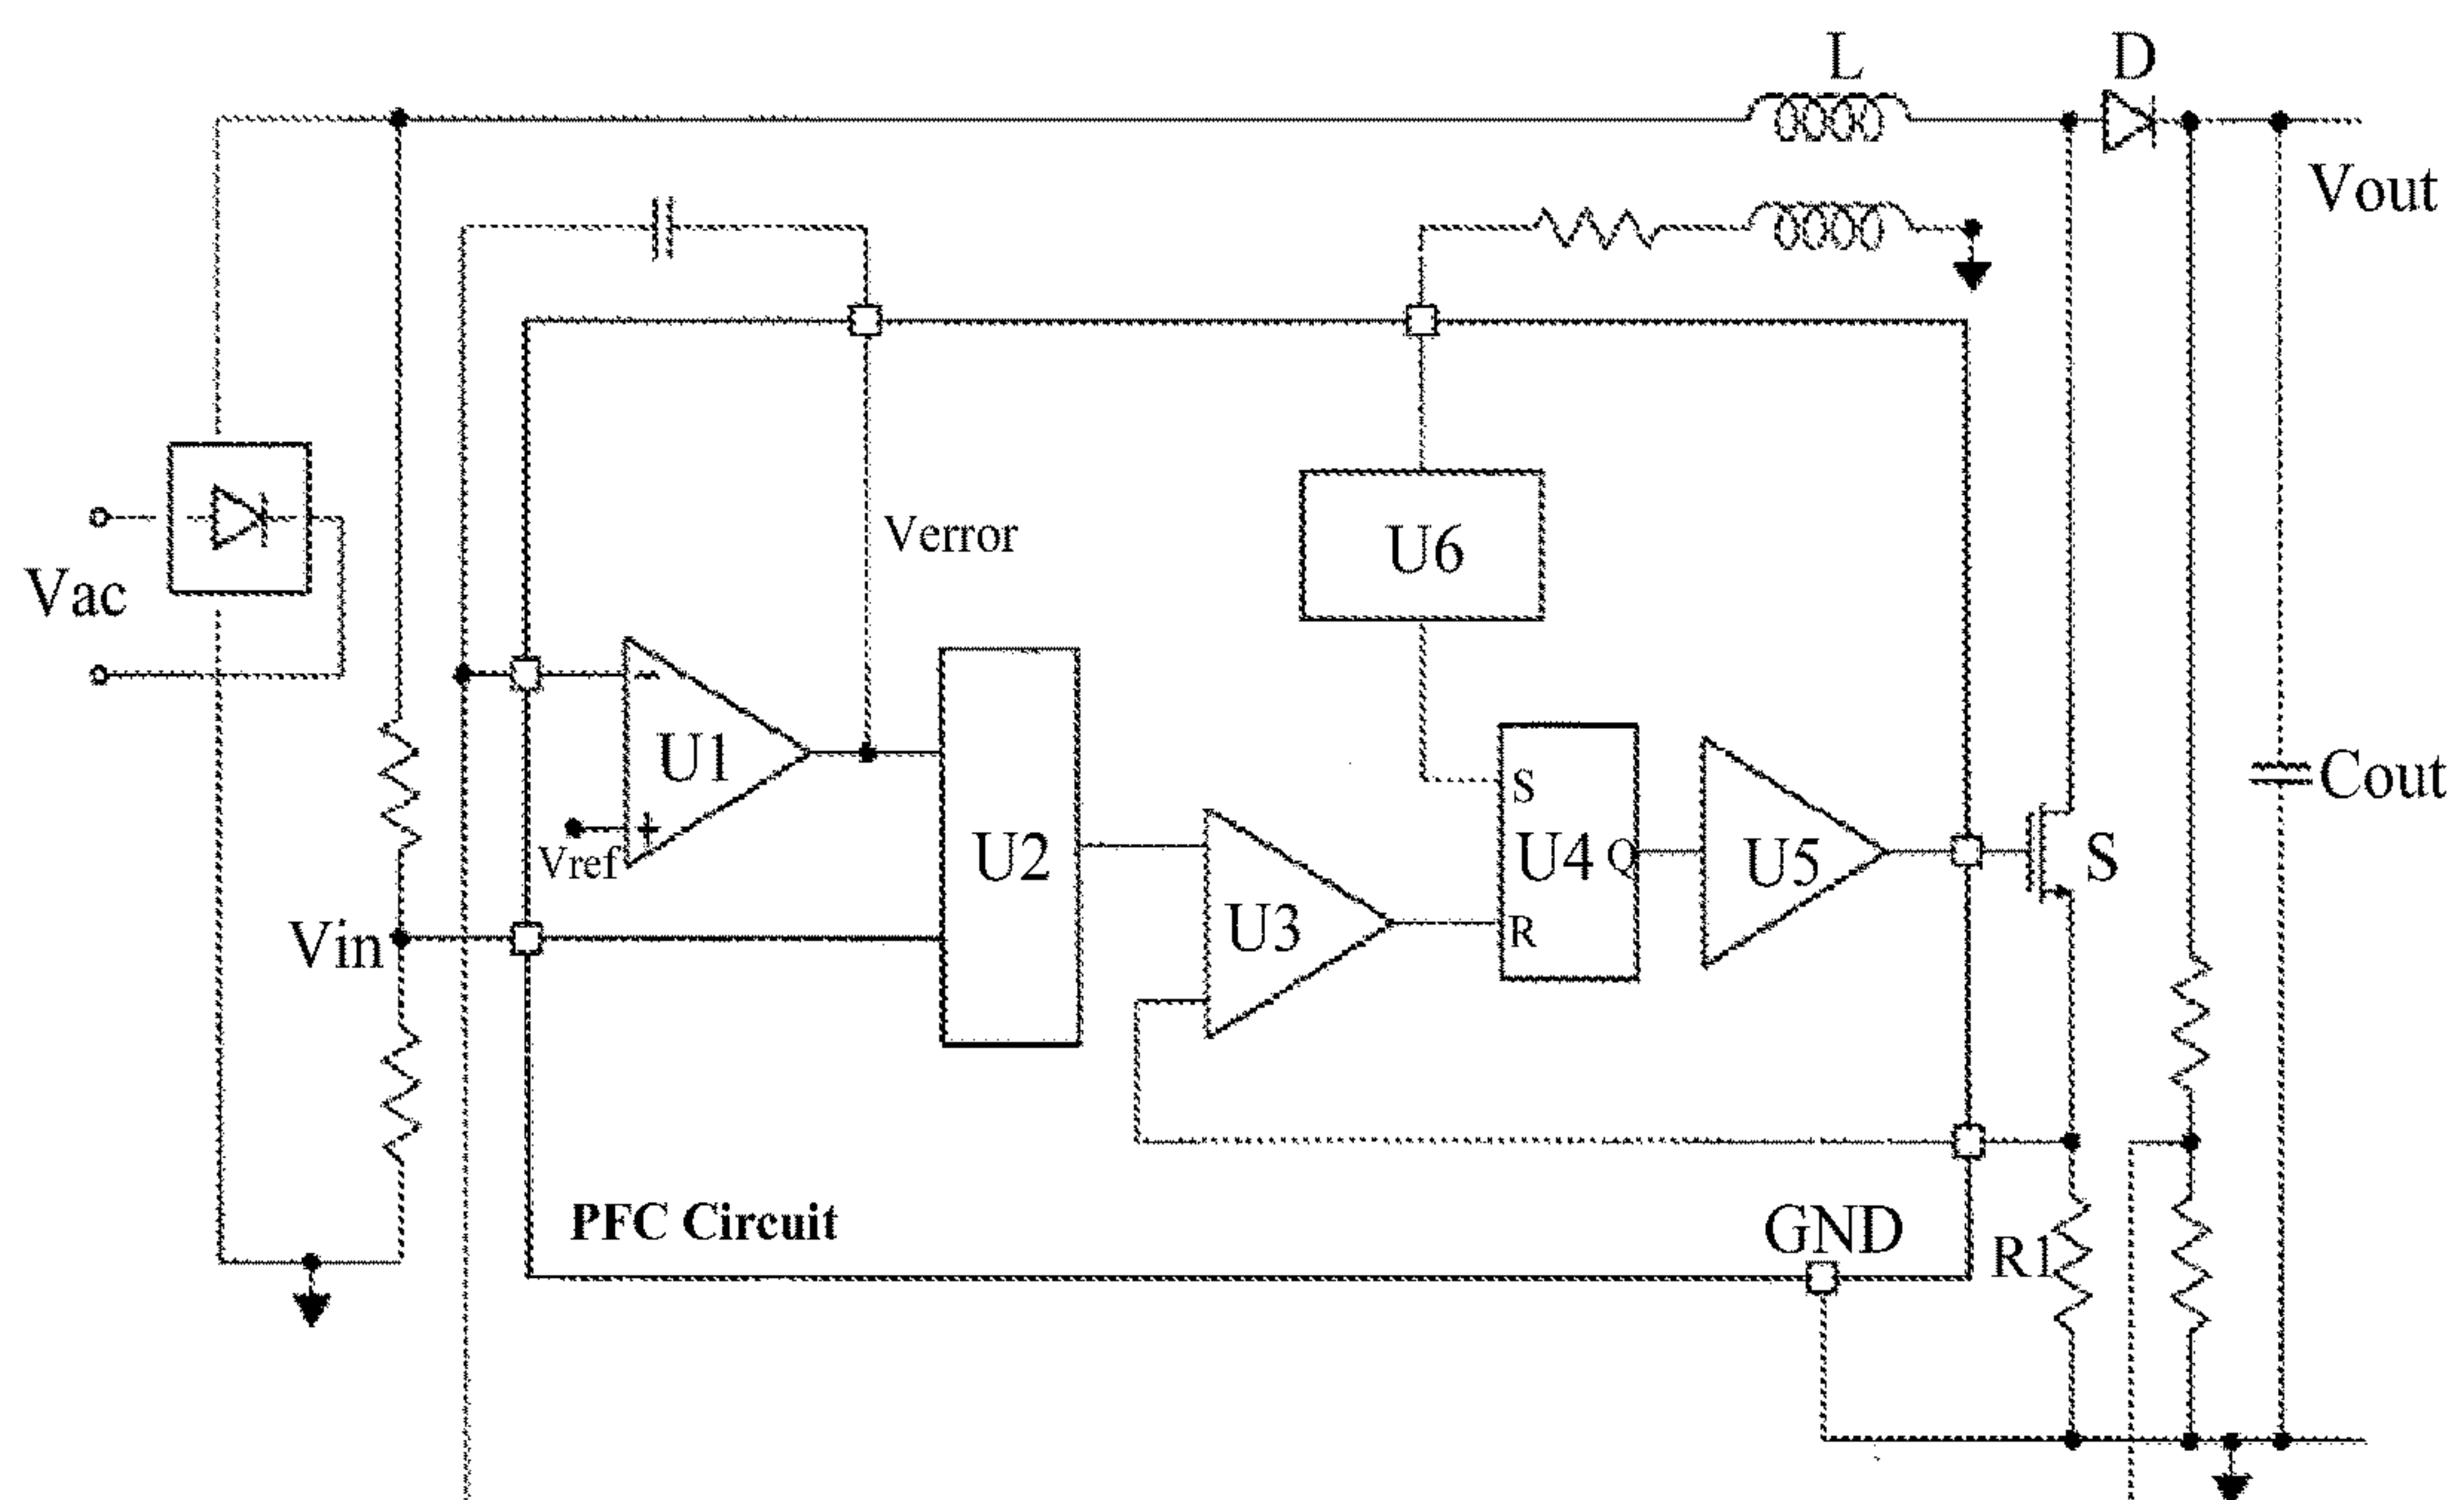 L
D
Vout
Vac
Verror
U6
U1
-
+
Vref
U2
Vin
U3
S
U4
Q
R
U5
S
Cout
PFC Circuit
GND
R1